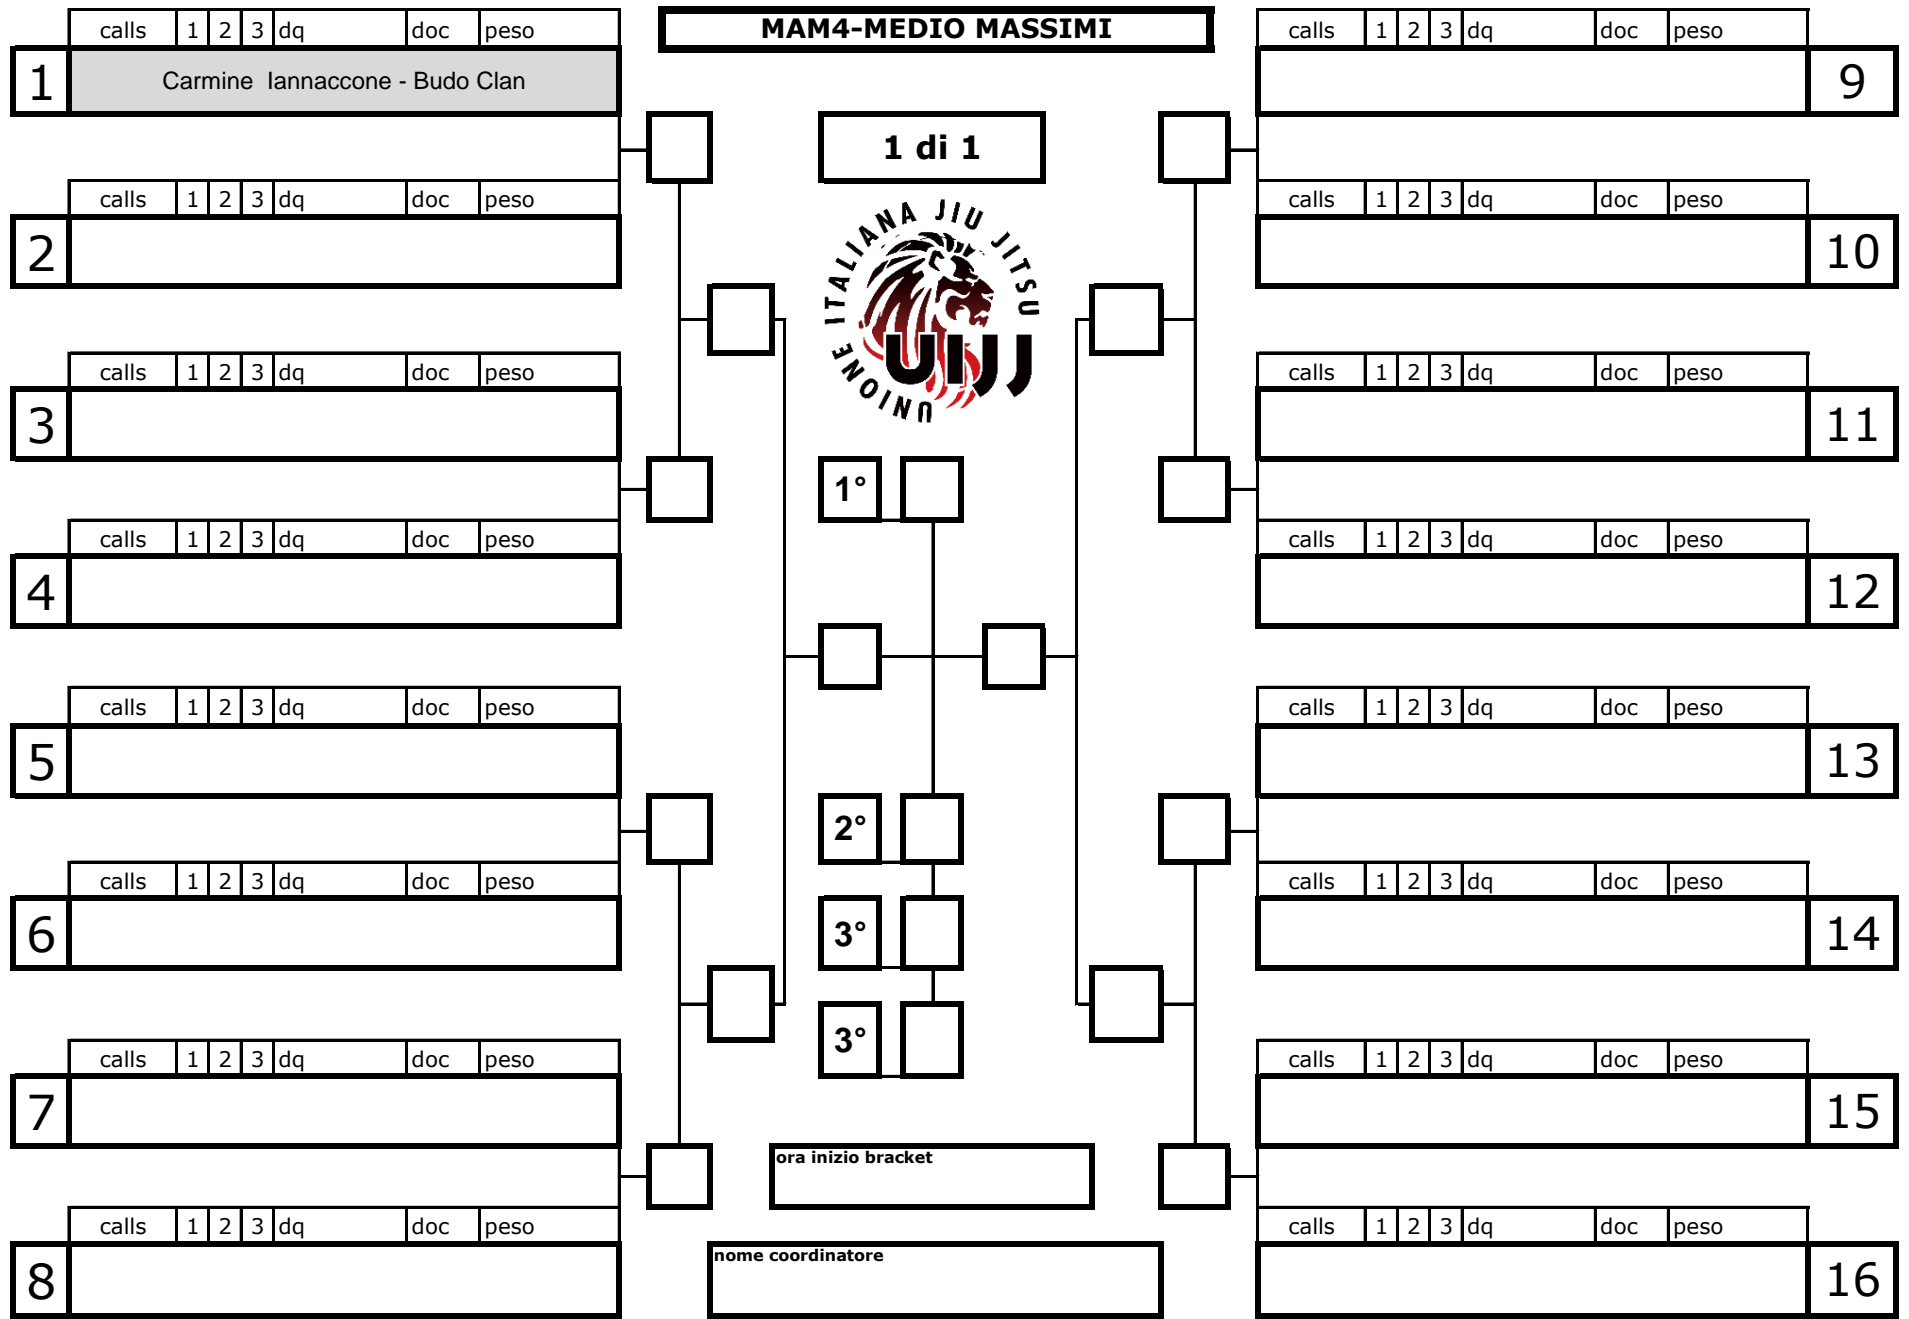 calls 1 2 3 dq doc peso
1 Carmine  Iannaccone - Budo Clan
calls 1 2 3 dq doc peso
2
calls 1 2 3 dq doc peso
3
calls 1 2 3 dq doc peso
4
calls 1 2 3 dq doc peso
5
calls 1 2 3 dq doc peso
6
calls 1 2 3 dq doc peso
7
calls 1 2 3 dq doc peso
8
MAM4-MEDIO MASSIMI
1 di 1
UNIONE ITALIANA JIU JITSU
UIJJ
1°
2°
3°
3°
ora inizio bracket
nome coordinatore
calls 1 2 3 dq doc peso
9
calls 1 2 3 dq doc peso
10
calls 1 2 3 dq doc peso
11
calls 1 2 3 dq doc peso
12
calls 1 2 3 dq doc peso
13
calls 1 2 3 dq doc peso
14
calls 1 2 3 dq doc peso
15
calls 1 2 3 dq doc peso
16